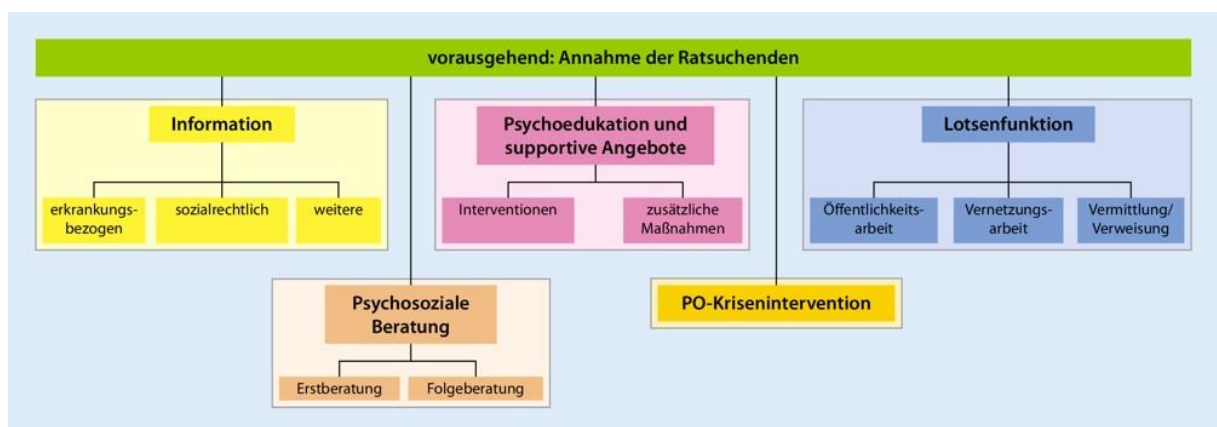 vorausgehend: Annahme der Ratsuchenden
Information
erkrankungs-
bezogen
sozialrechtlich
weitere
Psychoedukation und
supportive Angebote
Interventionen
zusätzliche
Maßnahmen
Lotsenfunktion
Öffentlichkeits-
arbeit
Vernetzungs-
arbeit
Vermittlung/
Verweisung
Psychosoziale
Beratung
Erstberatung
Folgeberatung
PO-Krisenintervention